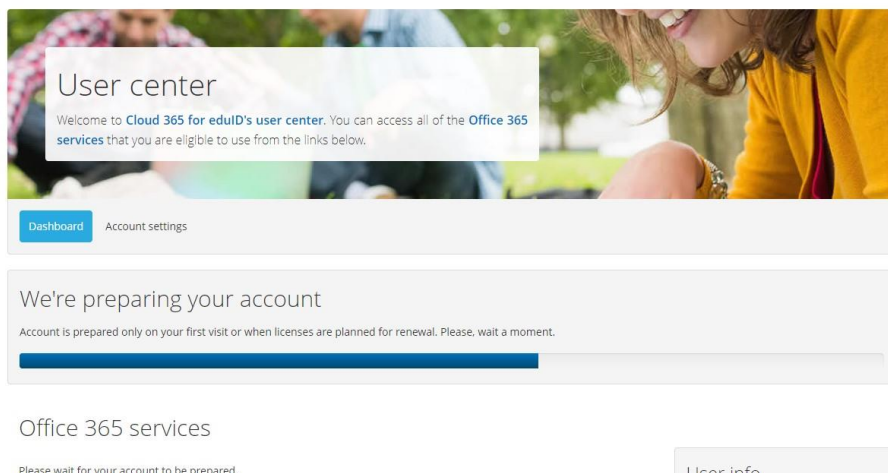 User center
Welcome to Cloud 365 for eduID's user center. You can access all of the Office 365
services that you are eligible to use from the links below.
Dashboard
Account settings
We're preparing your account
Account is prepared only on your first visit or when licenses are planned for renewal. Please, wait a moment.
Office 365 services
Please wait for your account to be prepared.
User info